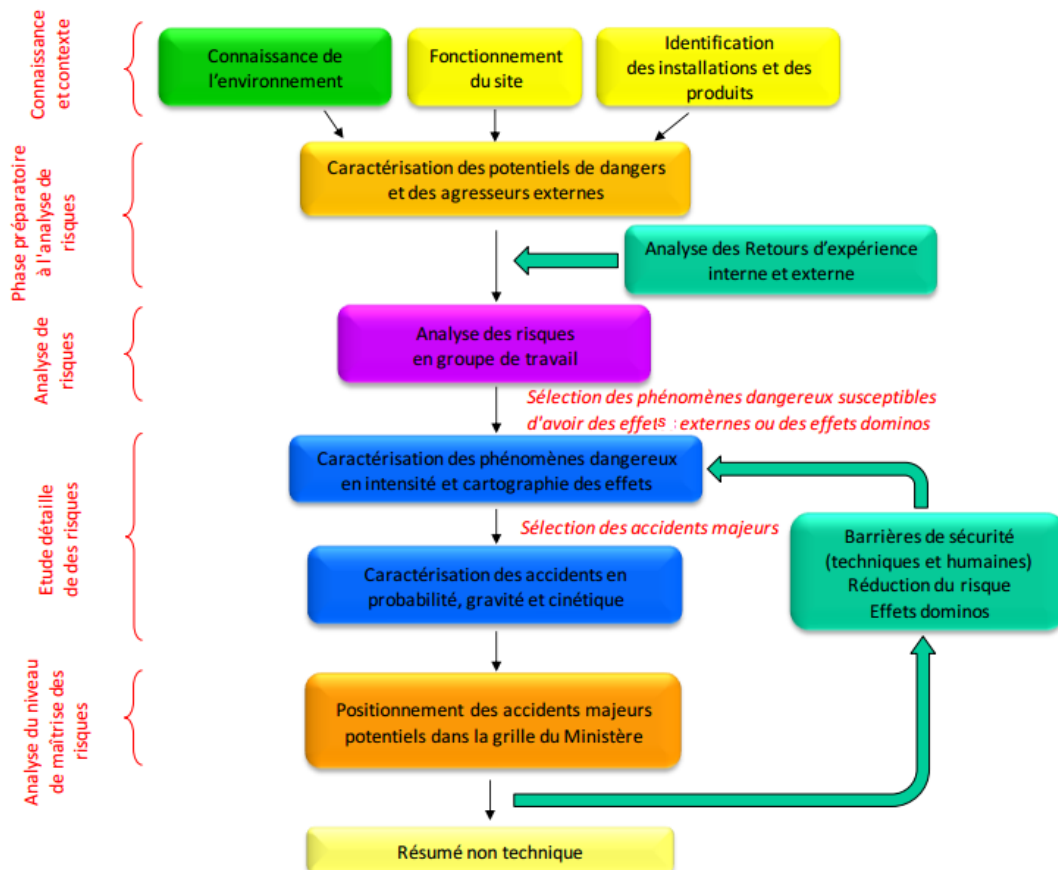 Connaissance
et contexte
Connaissance de
l'environnement
Fonctionnement
du site
Identification
des installations et des
produits
Phase préparatoire
à l'analyse de
risques
Caractérisation des potentiels de dangers
et des agresseurs externes
Analyse des Retours d'expérience
interne et externe
Analyse de
risques
Analyse des risques
en groupe de travail
Sélection des phénomènes dangereux susceptibles
d'avoir des effets : externes ou des effets dominos
Etude détaille
de des risques
Caractérisation des phénomènes dangereux
en intensité et cartographie des effets
Sélection des accidents majeurs
Caractérisation des accidents en
probabilité, gravité et cinétique
Barrières de sécurité
(techniques et humaines)
Réduction du risque
Effets dominos
Analyse du niveau
de maîtrise des
risques
Positionnement des accidents majeurs
potentiels dans la grille du Ministère
Résumé non technique